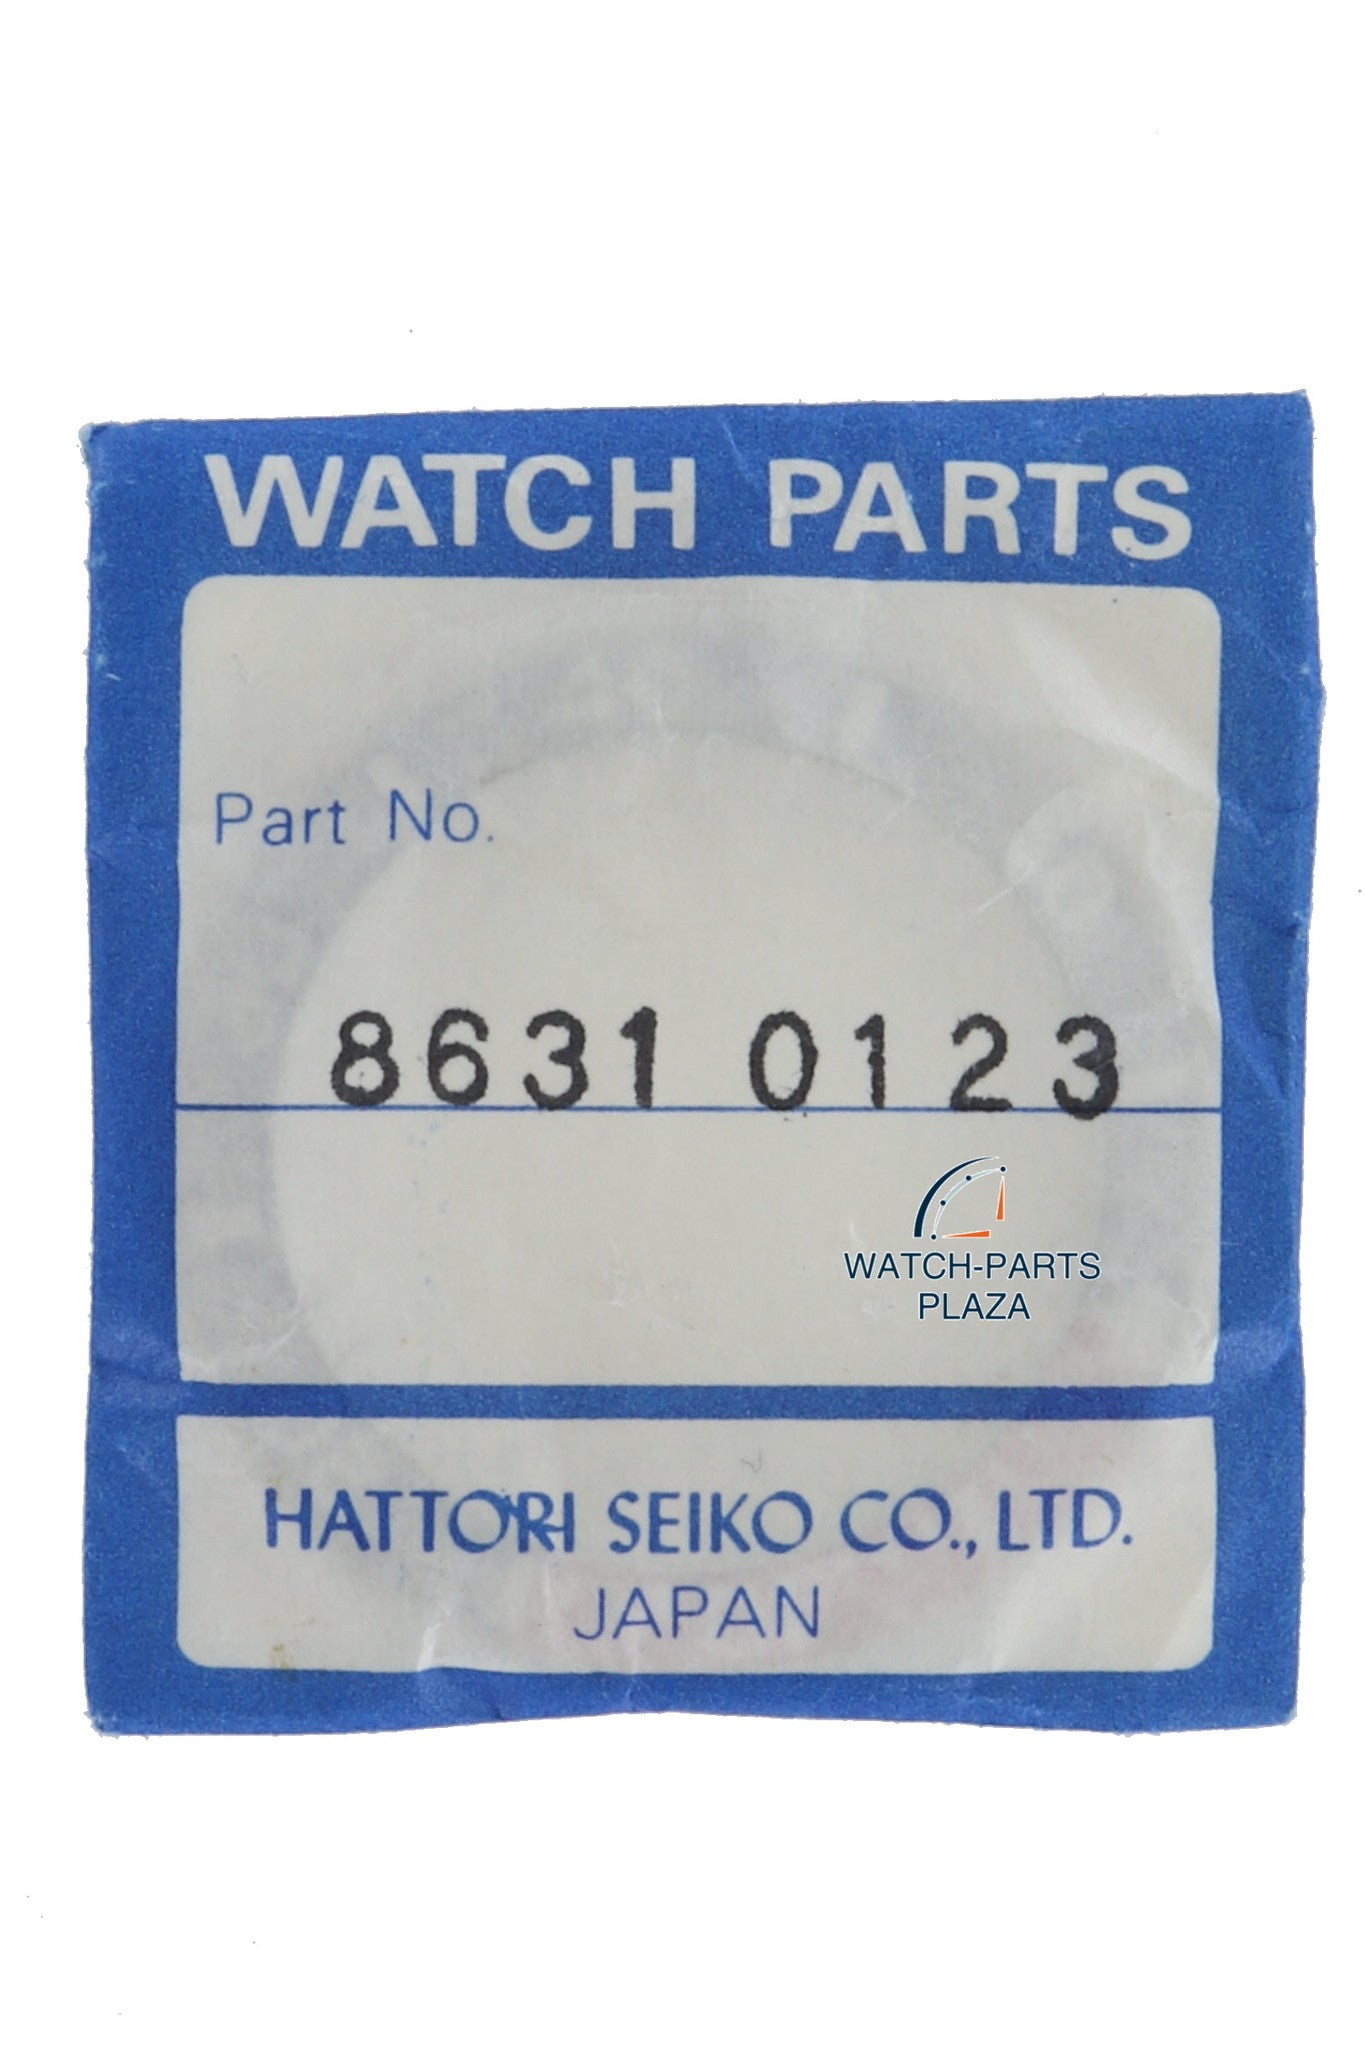 WATCH PARTS
Part No.
8631 0123
WATCH-PARTS
PLAZA
HATTORI SEIKO CO., LTD.
JAPAN